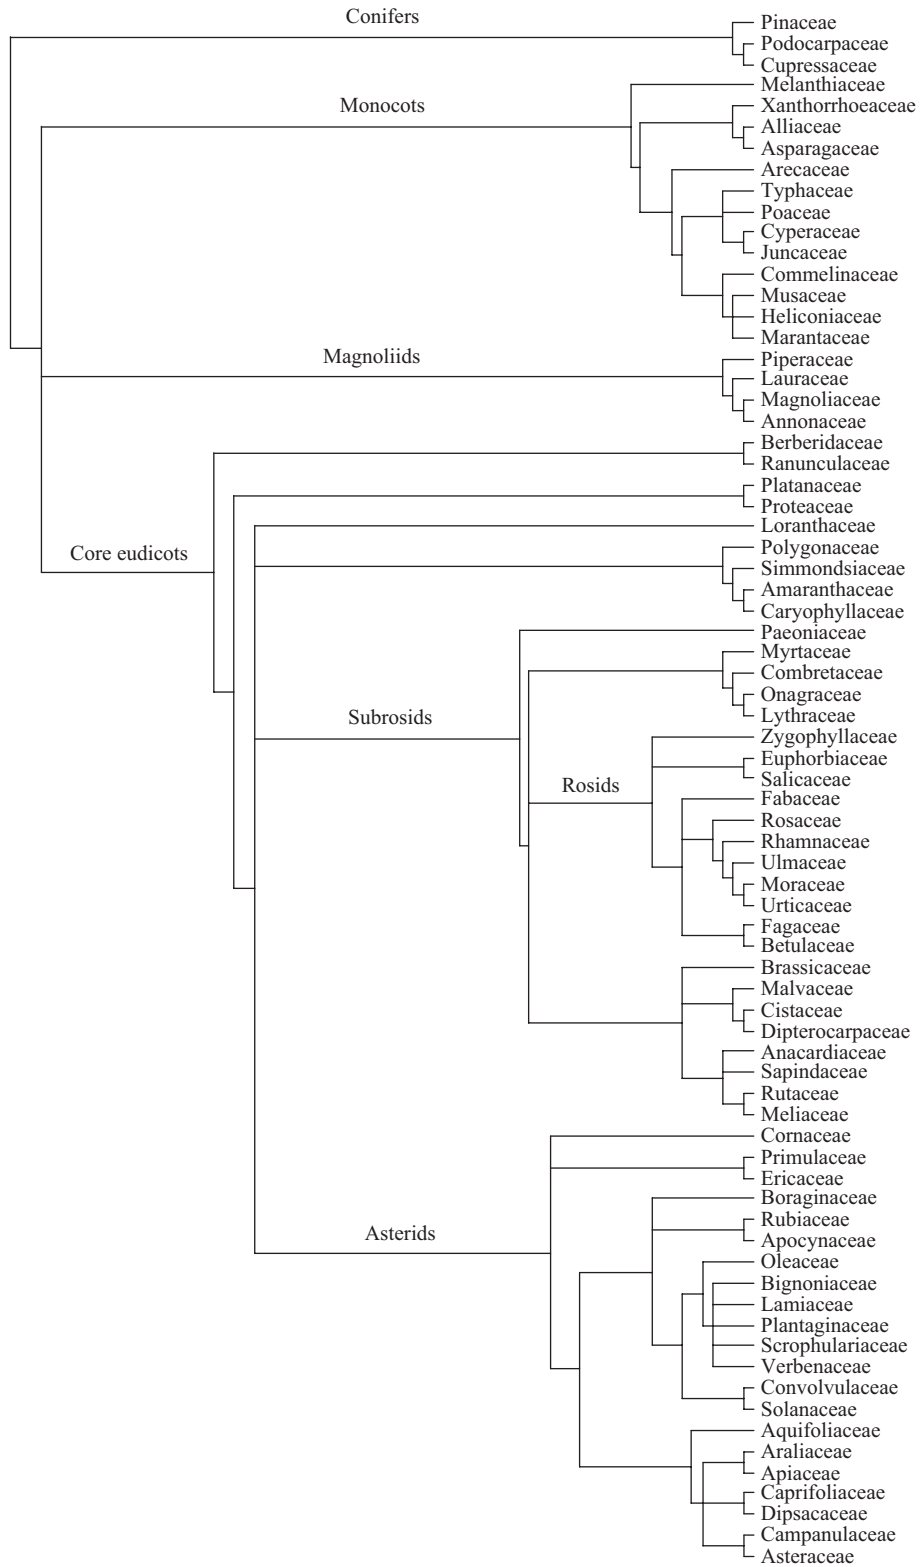 Conifers
Pinaceae
Podocarpaceae
Cupressaceae
Melanthiaceae
Monocots
Xanthorrhoeaceae
Alliaceae
Asparagaceae
Arecaceae
Typhaceae
Poaceae
Cyperaceae
Juncaceae
Commelinaceae
Musaceae
Heliconiaceae
Marantaceae
Magnoliids
Piperaceae
Lauraceae
Magnoliaceae
Annonaceae
Berberidaceae
Ranunculaceae
Platanaceae
Proteaceae
Loranthaceae
Core eudicots
Polygonaceae
Simmondsiaceae
Amaranthaceae
Caryophyllaceae
Paeoniaceae
Myrtaceae
Combretaceae
Onagraceae
Lythraceae
Subrosids
Zygophyllaceae
Euphorbiaceae
Salicaceae
Rosids
Fabaceae
Rosaceae
Rhamnaceae
Ulmaceae
Moraceae
Urticaceae
Fagaceae
Betulaceae
Brassicaceae
Malvaceae
Cistaceae
Dipterocarpaceae
Anacardiaceae
Sapindaceae
Rutaceae
Meliaceae
Cornaceae
Primulaceae
Ericaceae
Boraginaceae
Rubiaceae
Asterids
Apocynaceae
Oleaceae
Bignoniaceae
Lamiaceae
Plantaginaceae
Scrophulariaceae
Verbenaceae
Convolvulaceae
Solanaceae
Aquifoliaceae
Araliaceae
Apiaceae
Caprifoliaceae
Dipsacaceae
Campanulaceae
Asteraceae